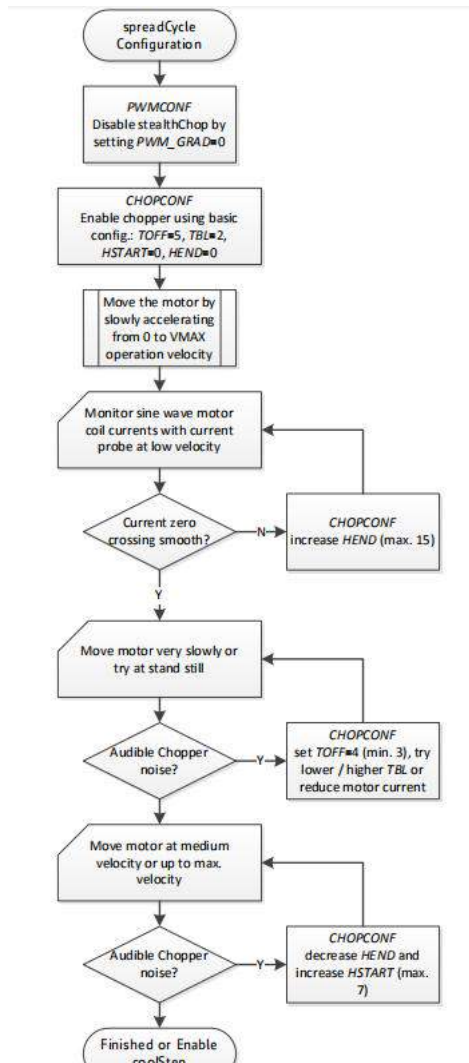 spreadCycle
Configuration
PWMCONF
Disable stealthChop by
setting PWM_GRAD=0
CHOPCONF
Enable chopper using basic
config.: TOFF=5, TBL=2,
HSTART=0, HEND=0
Move the motor by
slowly accelerating
from 0 to VMAX
operation velocity
Monitor sine wave motor
coil currents with current
probe at low velocity
Current zero
crossing smooth?
N
CHOPCONF
increase HEND (max. 15)
Y
Move motor very slowly or
try at stand still
Audible Chopper
noise?
Y
CHOPCONF
set TOFF=4 (min. 3), try
lower / higher TBL or
reduce motor current
Move motor at medium
velocity or up to max.
velocity
Audible Chopper
noise?
Y
CHOPCONF
decrease HEND and
increase HSTART (max.
7)
Finished or Enable
coolStep